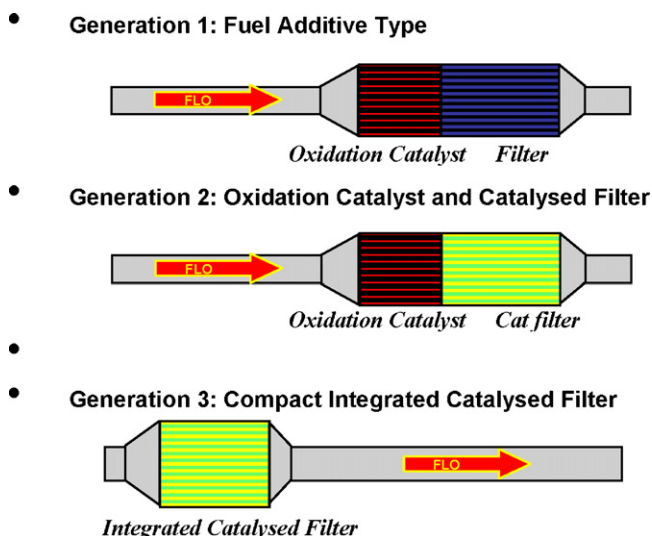 Generation 1: Fuel Additive Type
FLO
Oxidation Catalyst Filter
Generation 2: Oxidation Catalyst and Catalysed Filter
FLO
Oxidation Catalyst Cat filter
Generation 3: Compact Integrated Catalysed Filter
FLO
Integrated Catalysed Filter